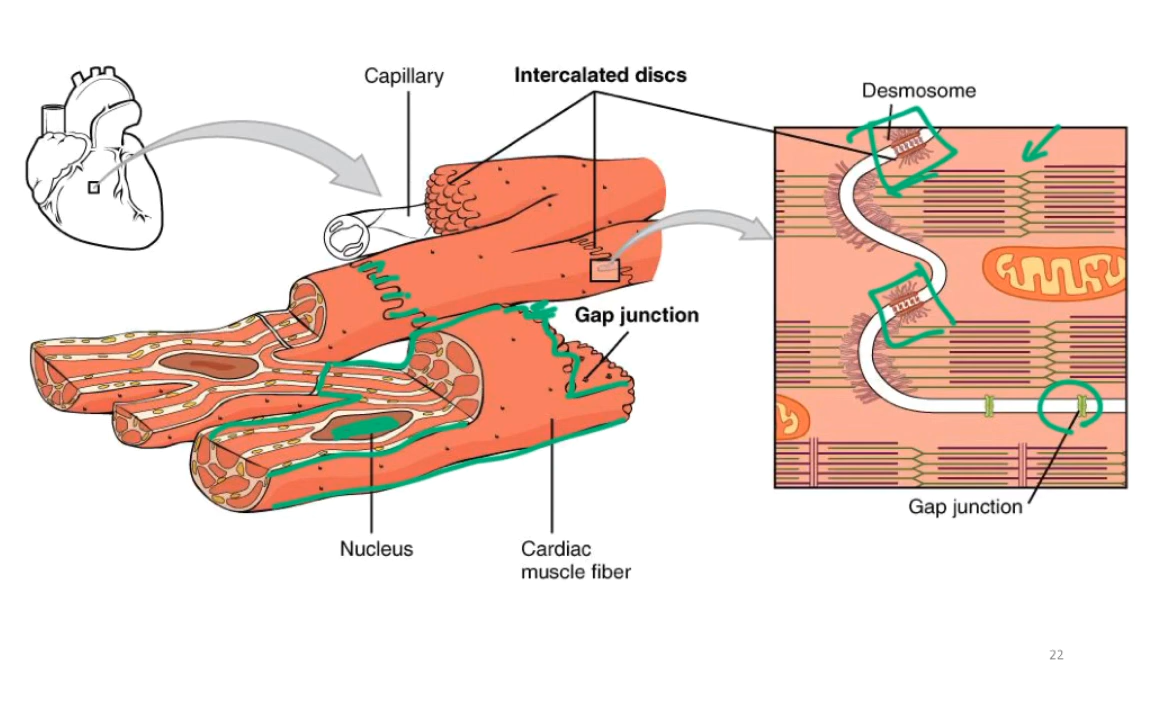 Capillary
Intercalated discs
Desmosome
Gap junction
Gap junction
Nucleus
Cardiac
muscle fiber
22